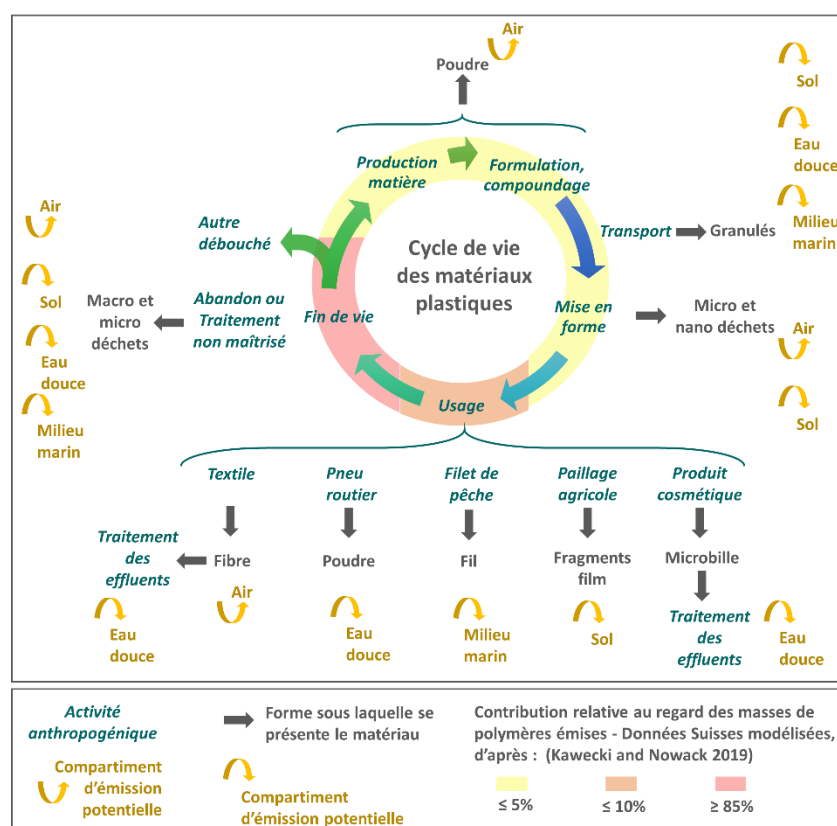 Air
Poudre
Sol
Production
matière
Formulation,
compoundage
Eau
douce
Air
Autre
débouché
Cycle de vie
des matériaux
plastiques
Transport
Granulés
Milieu
marin
Sol
Macro et
micro
déchets
Abandon ou
Traitement
non maîtrisé
Fin de vie
Mise en
forme
Micro et
nano déchets
Air
Eau
douce
Milieu
marin
Usage
Sol
Textile
Pneu
routier
Filet de
pêche
Paillage
agricole
Produit
cosmétique
Traitement
des
effluents
Fibre
Poudre
Fil
Fragments
film
Microbille
Eau
douce
Air
Eau
douce
Milieu
marin
Sol
Traitement
des
effluents
Eau
douce
Activité
anthropogénique
Forme sous laquelle se
présente le matériau
Contribution relative au regard des masses de
polymères émises - Données Suisses modélisées,
d'après : (Kawecki and Nowack 2019)
Compartiment
d'émission
potentielle
Compartiment
d'émission potentielle
≤ 5%
≤ 10%
≥ 85%